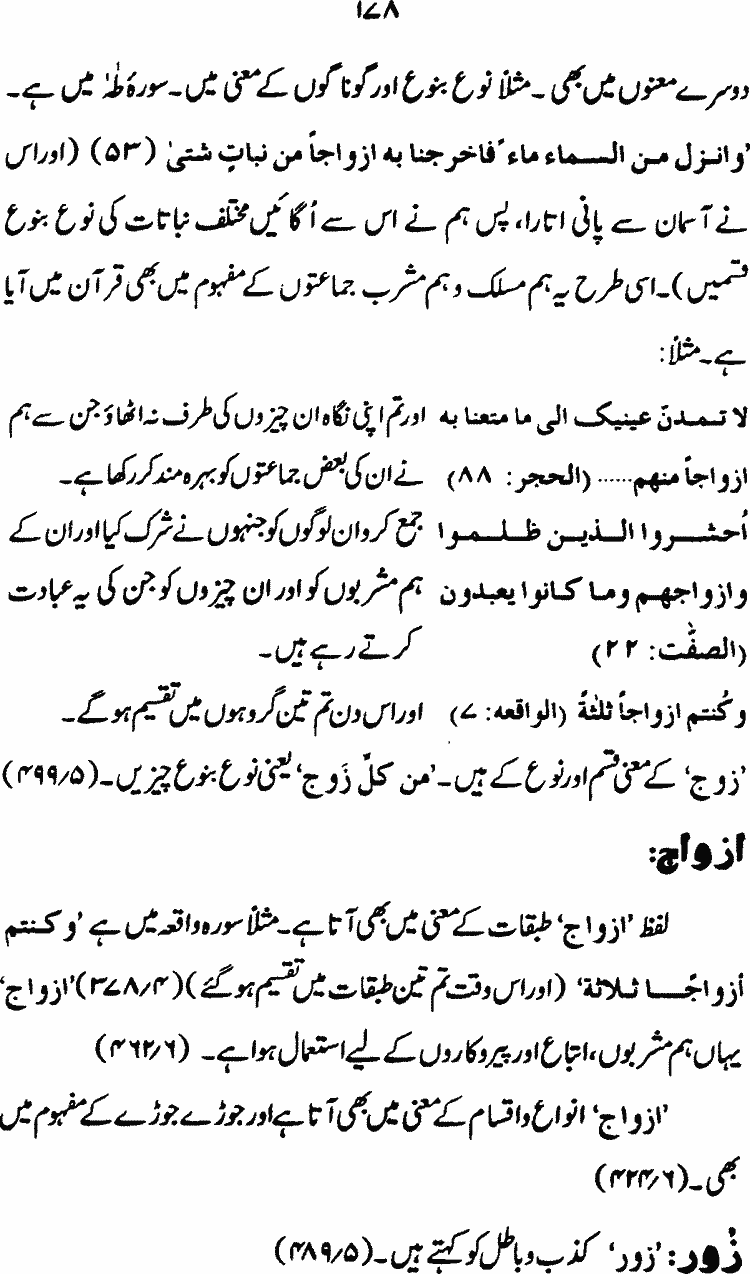 ۱۷۸
دوسرے معنوں میں بھی۔ مثلاً نوع بنوع اور گوناگوں کے معنی میں۔ سورۂ طٰہٰ میں ہے۔
'وانزل من السماء ماءً فاخرجنا به ازواجاً من نباتٍ شتیٰ (۵۳) (اور اس
نے آسمان سے پانی اتارا، پس ہم نے اس سے اُگائیں مختلف نباتات کی نوع بنوع
قسمیں)۔ اسی طرح یہ ہم مسلک و ہم مشرب جماعتوں کے مفہوم میں بھی قرآن میں آیا
ہے۔ مثلاً:
لا تمدنّ عینیک الی ما متعنا به اور تم اپنی نگاہ ان چیزوں کی طرف نہ اٹھاؤ جن سے ہم
ازواجاً منهم...... (الحجر: ۸۸) نے ان کی بعض جماعتوں کو بہرہ مند کر رکھا ہے۔
اُحشروا الذین ظلموا جمع کرو ان لوگوں کو جنہوں نے شرک کیا اور ان کے
وازواجهم وما کانوا یعبدون ہم مشربوں کو اور ان چیزوں کو جن کی یہ عبادت
(الصفّٰت: ۲۲) کرتے رہے ہیں۔
وکُنتم ازواجاً ثلٰثةً (الواقعه: ۷) اور اس دن تم تین گروہوں میں تقسیم ہوگے۔
'زوج' کے معنی قسم اور نوع کے ہیں۔ 'من کلِّ زَوج' یعنی نوع بنوع چیزیں۔ (۴۹۹/۵)
ازواج:
لفظ 'ازواج' طبقات کے معنی میں بھی آتا ہے۔ مثلاً سورہ واقعہ میں ہے 'وکنتم
أزواجًا ثلاثة' (اور اس وقت تم تین طبقات میں تقسیم ہوگئے) (۳۷۸/۴) 'ازواج'
یہاں ہم مشربوں، اتباع اور پیروکاروں کے لیے استعمال ہوا ہے۔ (۴۶۲/۶)
'ازواج' انواع و اقسام کے معنی میں بھی آتا ہے اور جوڑے جوڑے کے مفہوم میں
بھی۔ (۴۲۴/۶)
زُور: 'زور' کذب و باطل کو کہتے ہیں۔ (۴۸۹/۵)